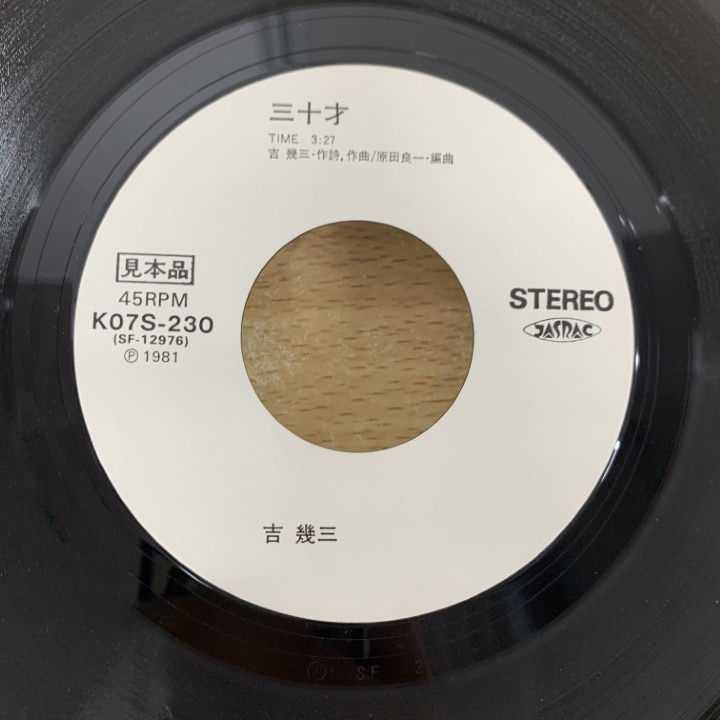 三十才
TIME 3:27
吉 幾三・作詩,作曲/原田良一・編曲
見本品
45RPM
K07S-230
(SF-12976)
Ⓟ 1981
STEREO
JASRAC
吉 幾三